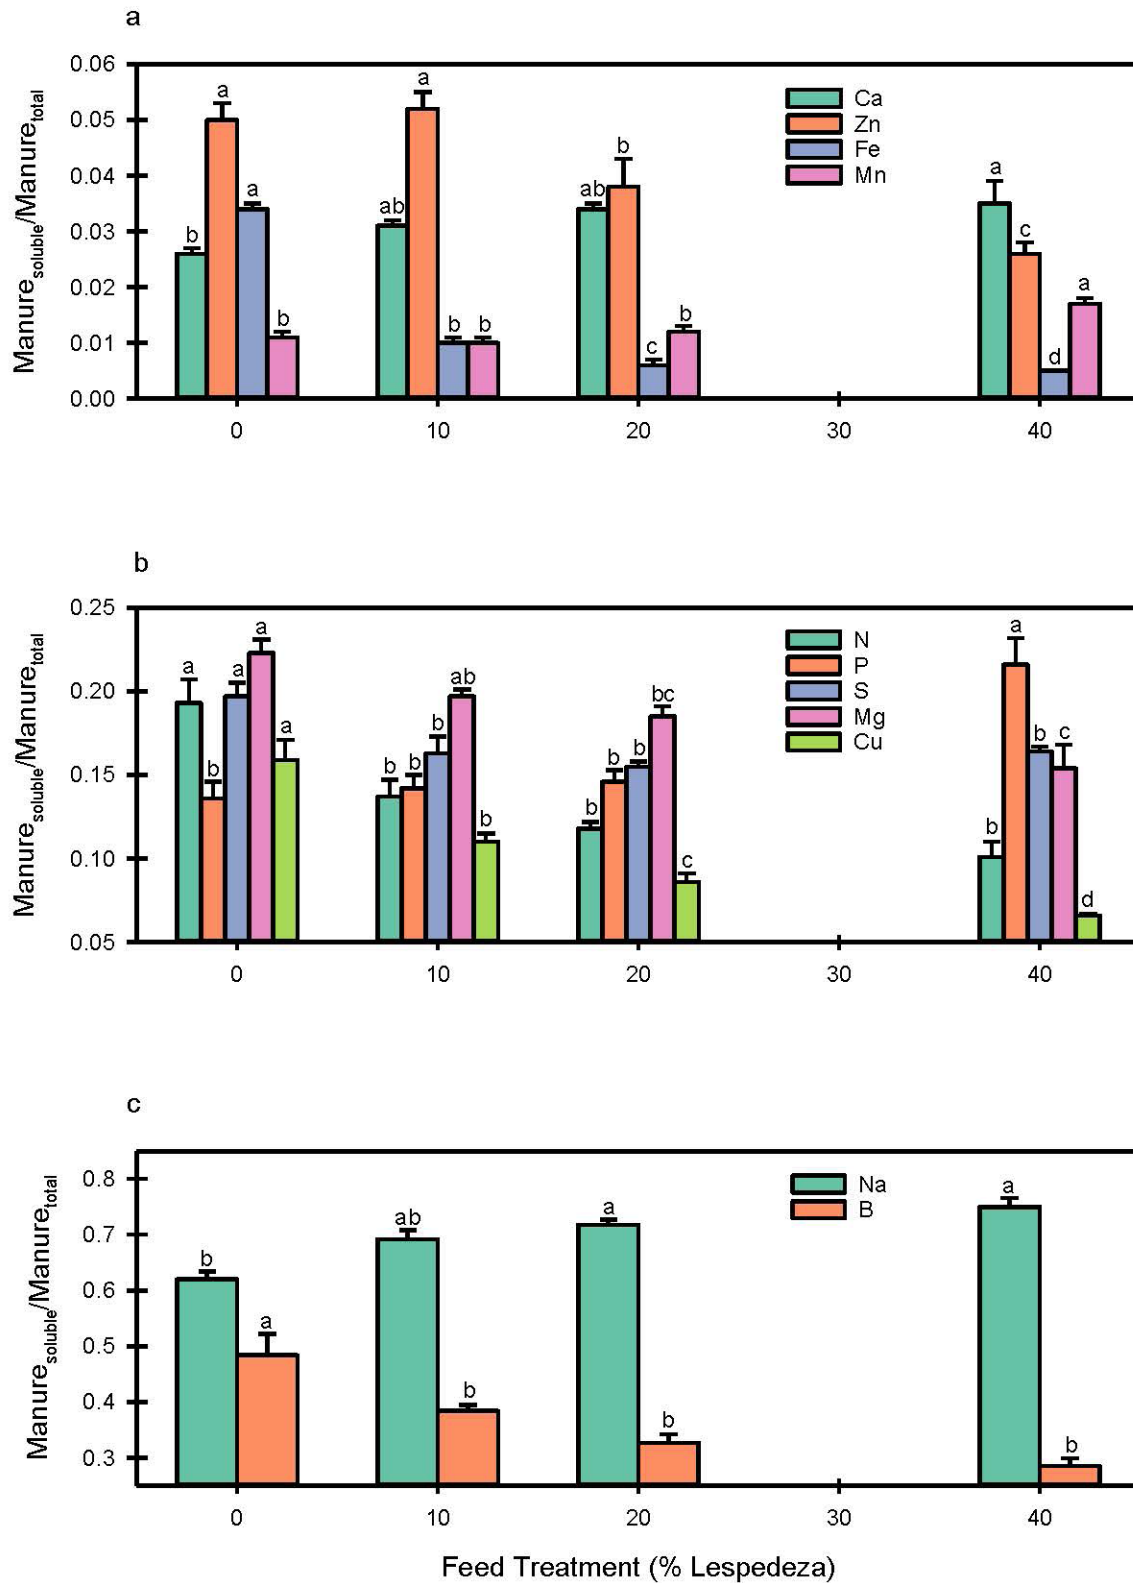 a
Manuresoluble/Manuretotal
0.06
0.05
0.04
0.03
0.02
0.01
0.00
b
a
a
b
ab
a
b
b
ab
b
c
b
a
c
d
a
Ca
Zn
Fe
Mn
0 10 20 30 40
b
Manuresoluble/Manuretotal
0.25
0.20
0.15
0.10
0.05
a
b
a
a
a
b
b
b
ab
b
b
b
b
bc
c
b
a
b
c
d
N
P
S
Mg
Cu
0 10 20 30 40
c
Manuresoluble/Manuretotal
0.8
0.7
0.6
0.5
0.4
0.3
b
a
ab
b
a
b
a
b
Na
B
0 10 20 30 40
Feed Treatment (% Lespedeza)